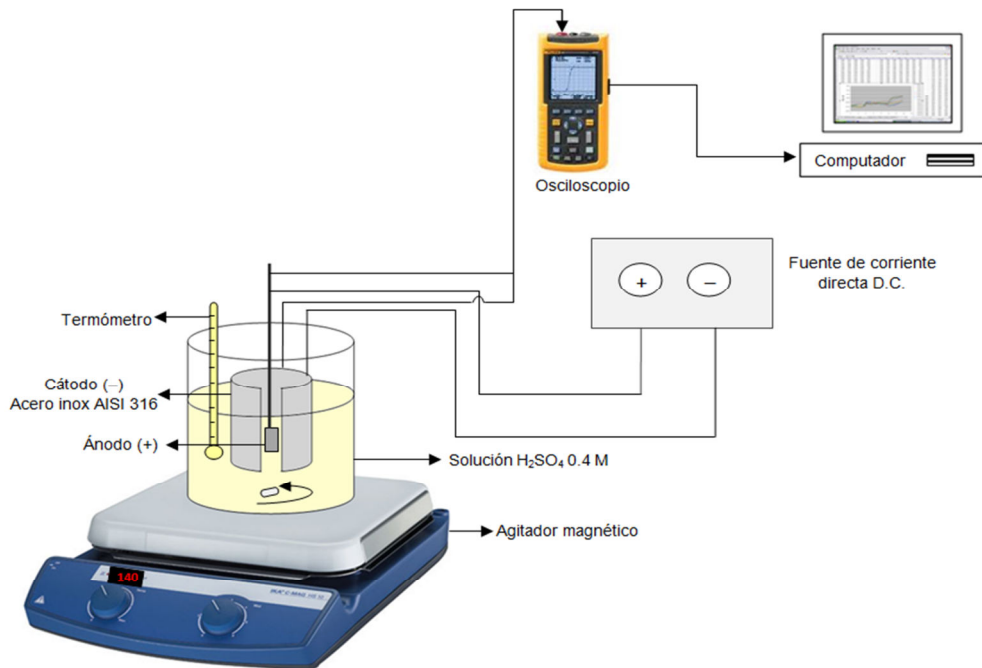 Osciloscopio
Computador
Fuente de corriente
directa D.C.
+
−
Termómetro
Cátodo (−)
Acero inox AISI 316
Ánodo (+)
Solución H₂SO₄ 0.4 M
Agitador magnético
140